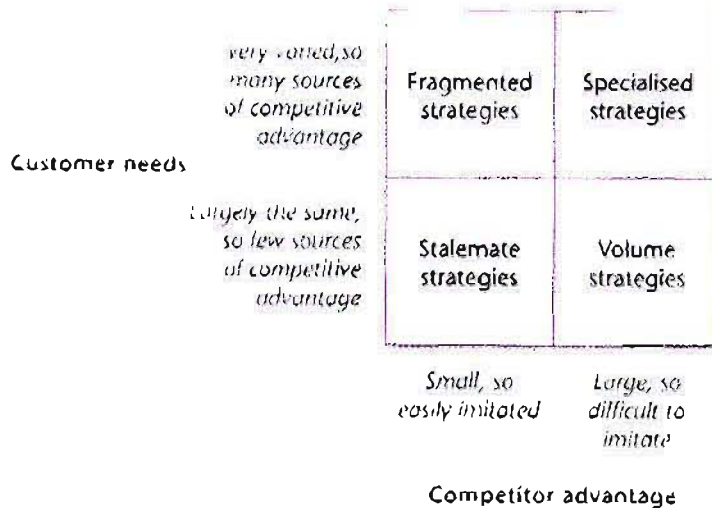 very varied, so
many sources
of competitive
advantage
Fragmented
strategies
Specialised
strategies
Customer needs
Largely the same,
so few sources
of competitive
advantage
Stalemate
strategies
Volume
strategies
Small, so
easily imitated
Large, so
difficult to
imitate
Competitor advantage